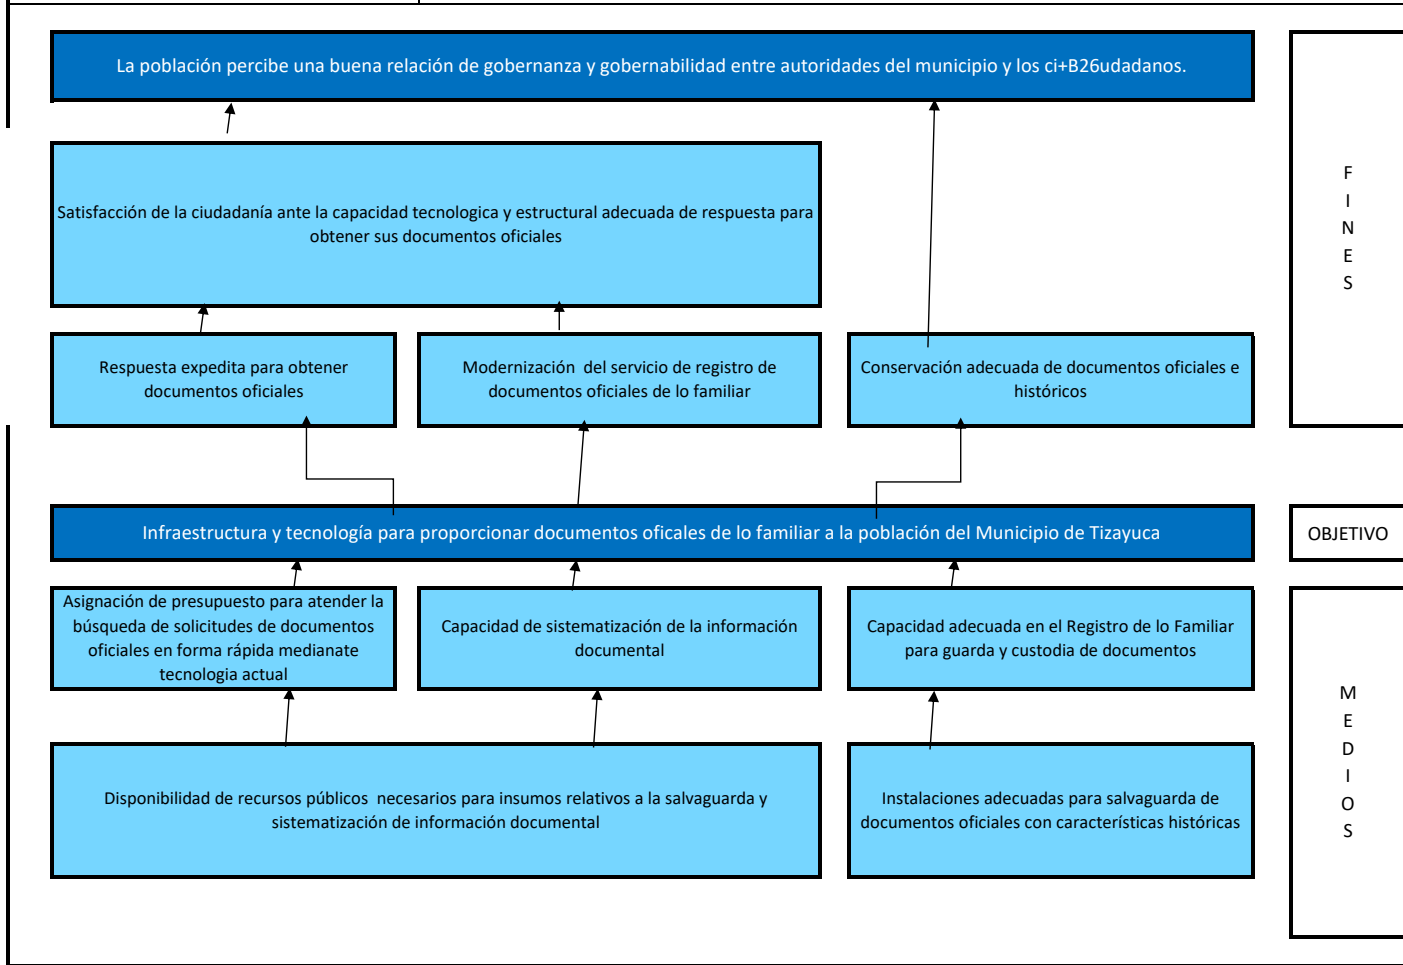 La población percibe una buena relación de gobernanza y gobernabilidad entre autoridades del municipio y los ci+B26udadanos.
Satisfacción de la ciudadanía ante la capacidad tecnologica y estructural adecuada de respuesta para
obtener sus documentos oficiales
Respuesta expedita para obtener
documentos oficiales
Modernización  del servicio de registro de
documentos oficiales de lo familiar
Conservación adecuada de documentos oficiales e
históricos
F
I
N
E
S
Infraestructura y tecnología para proporcionar documentos oficales de lo familiar a la población del Municipio de Tizayuca
OBJETIVO
Asignación de presupuesto para atender la
búsqueda de solicitudes de documentos
oficiales en forma rápida medianate
tecnologia actual
Capacidad de sistematización de la información
documental
Capacidad adecuada en el Registro de lo Familiar
para guarda y custodia de documentos
Disponibilidad de recursos públicos  necesarios para insumos relativos a la salvaguarda y
sistematización de información documental
Instalaciones adecuadas para salvaguarda de
documentos oficiales con características históricas
M
E
D
I
O
S